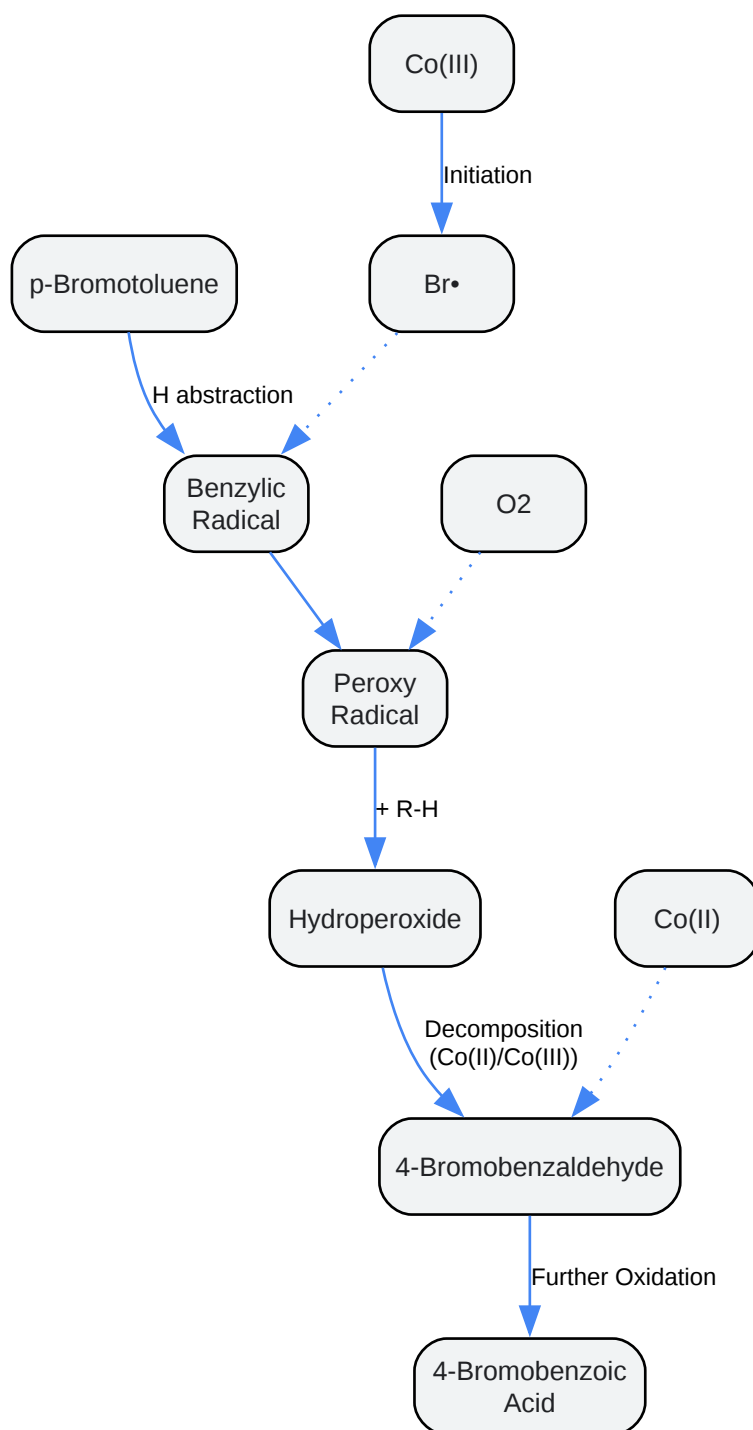 Co(III)
Initiation
p-Bromotoluene
Br•
H abstraction
Benzylic
Radical
O2
Peroxy
Radical
+ R-H
Hydroperoxide
Co(II)
Decomposition
(Co(II)/Co(III))
4-Bromobenzaldehyde
Further Oxidation
4-Bromobenzoic
Acid